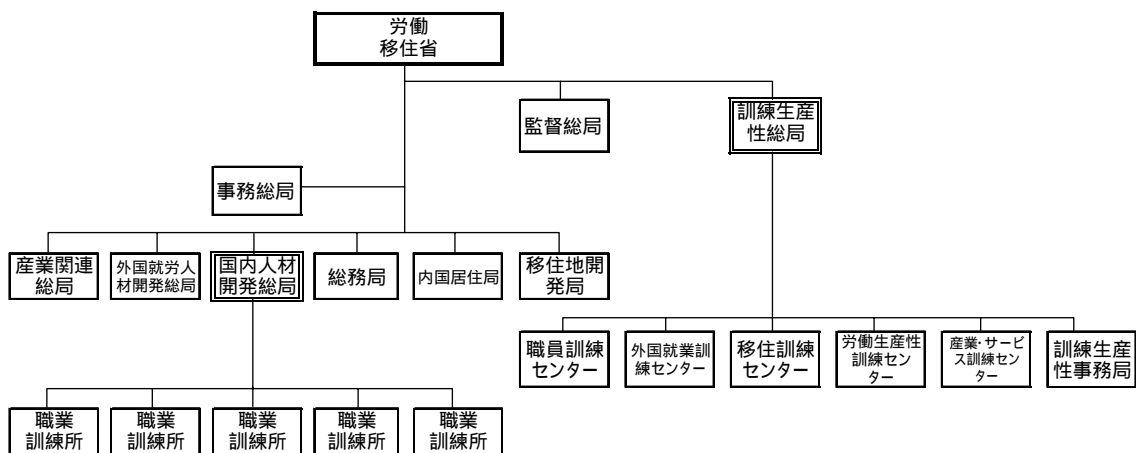 労働
移住省
監督総局
訓練生産
性総局
事務総局
産業関連
総局
外国就労人
材開発総局
国内人材
開発総局
総務局
内国居住局
移住地開
発局
職員訓練
センター
外国就業訓
練センター
移住訓練
センター
労働生産性
訓練セン
ター
産業・サービ
ス訓練セン
ター
訓練生産
性事務局
職業
訓練所
職業
訓練所
職業
訓練所
職業
訓練所
職業
訓練所